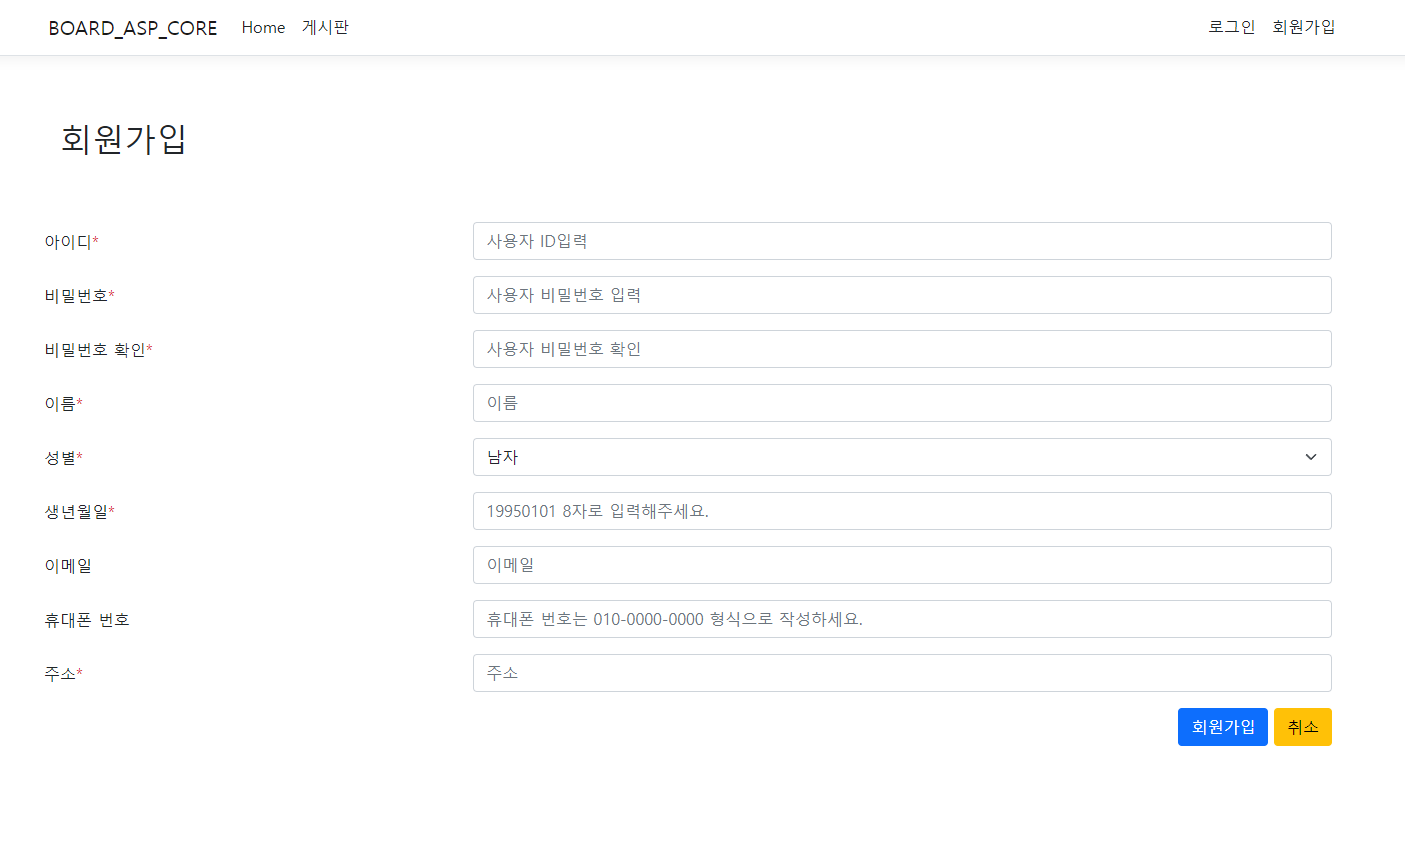 BOARD_ASP_CORE Home 게시판 로그인 회원가입
회원가입
아이디* 사용자 ID입력
비밀번호* 사용자 비밀번호 입력
비밀번호 확인* 사용자 비밀번호 확인
이름* 이름
성별* 남자
생년월일* 19950101 8자로 입력해주세요.
이메일 이메일
휴대폰 번호 휴대폰 번호는 010-0000-0000 형식으로 작성하세요.
주소* 주소
회원가입 취소